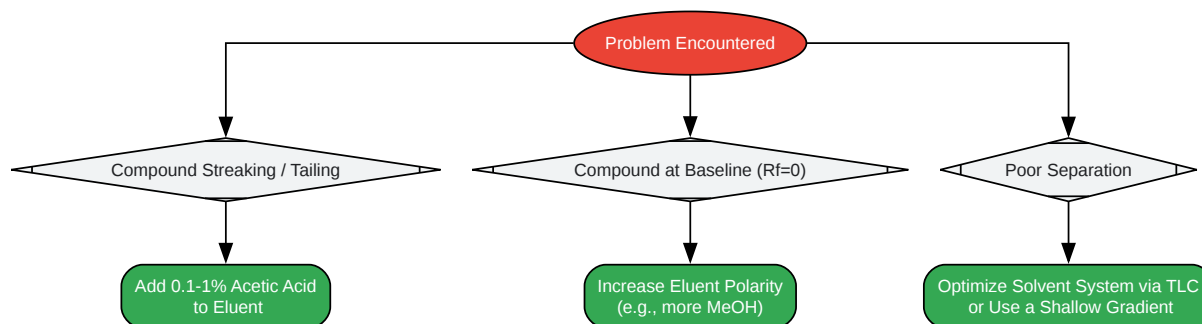 Problem Encountered
Compound Streaking / Tailing
Compound at Baseline (Rf=0)
Poor Separation
Add 0.1-1% Acetic Acid
to Eluent
Increase Eluent Polarity
(e.g., more MeOH)
Optimize Solvent System via TLC
or Use a Shallow Gradient